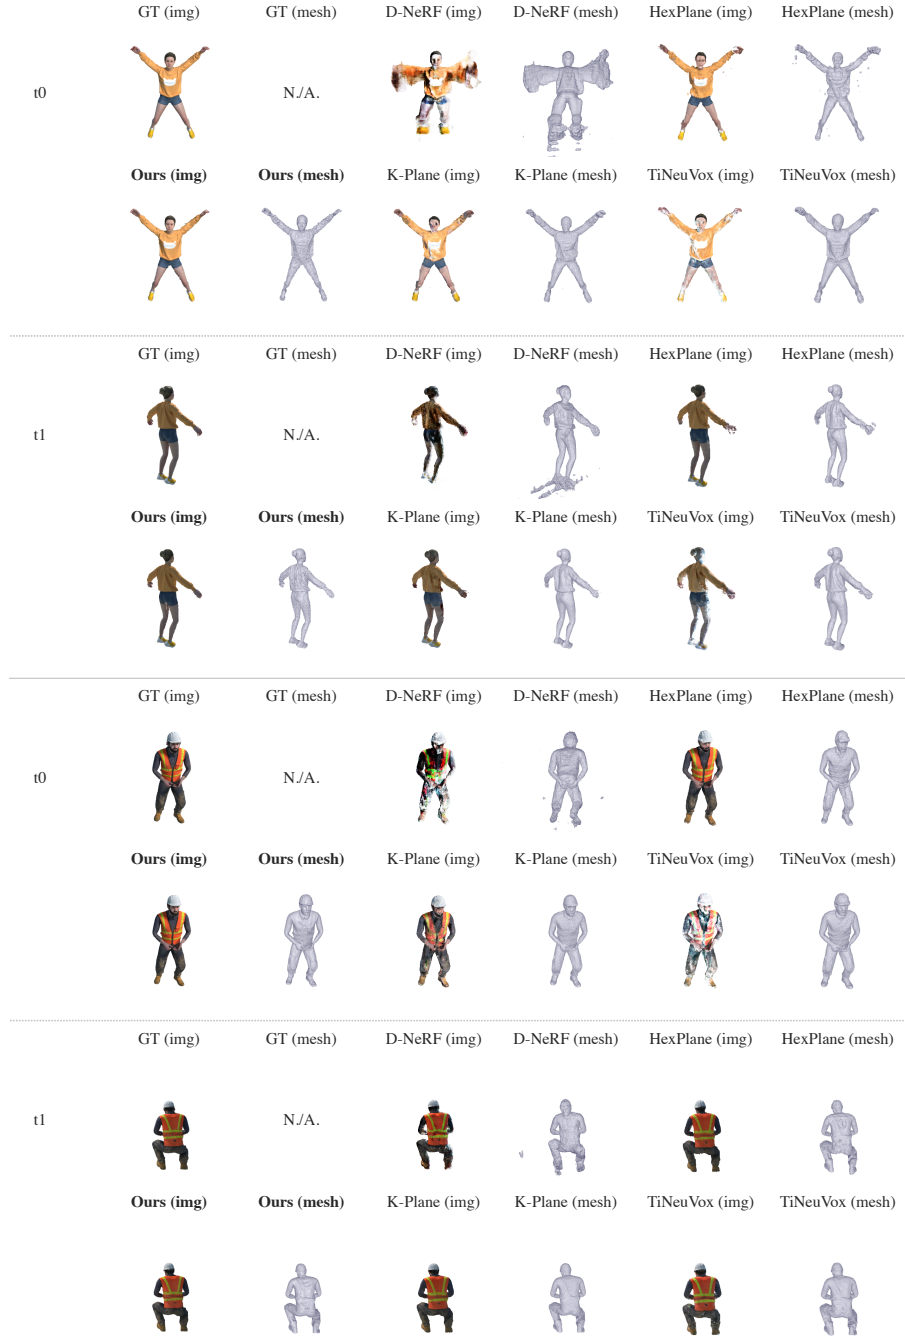 GT (img) GT (mesh) D-NeRF (img) D-NeRF (mesh) HexPlane (img) HexPlane (mesh)
t0 N./A.
Ours (img) Ours (mesh) K-Plane (img) K-Plane (mesh) TiNeuVox (img) TiNeuVox (mesh)
GT (img) GT (mesh) D-NeRF (img) D-NeRF (mesh) HexPlane (img) HexPlane (mesh)
t1 N./A.
Ours (img) Ours (mesh) K-Plane (img) K-Plane (mesh) TiNeuVox (img) TiNeuVox (mesh)
GT (img) GT (mesh) D-NeRF (img) D-NeRF (mesh) HexPlane (img) HexPlane (mesh)
t0 N./A.
Ours (img) Ours (mesh) K-Plane (img) K-Plane (mesh) TiNeuVox (img) TiNeuVox (mesh)
GT (img) GT (mesh) D-NeRF (img) D-NeRF (mesh) HexPlane (img) HexPlane (mesh)
t1 N./A.
Ours (img) Ours (mesh) K-Plane (img) K-Plane (mesh) TiNeuVox (img) TiNeuVox (mesh)